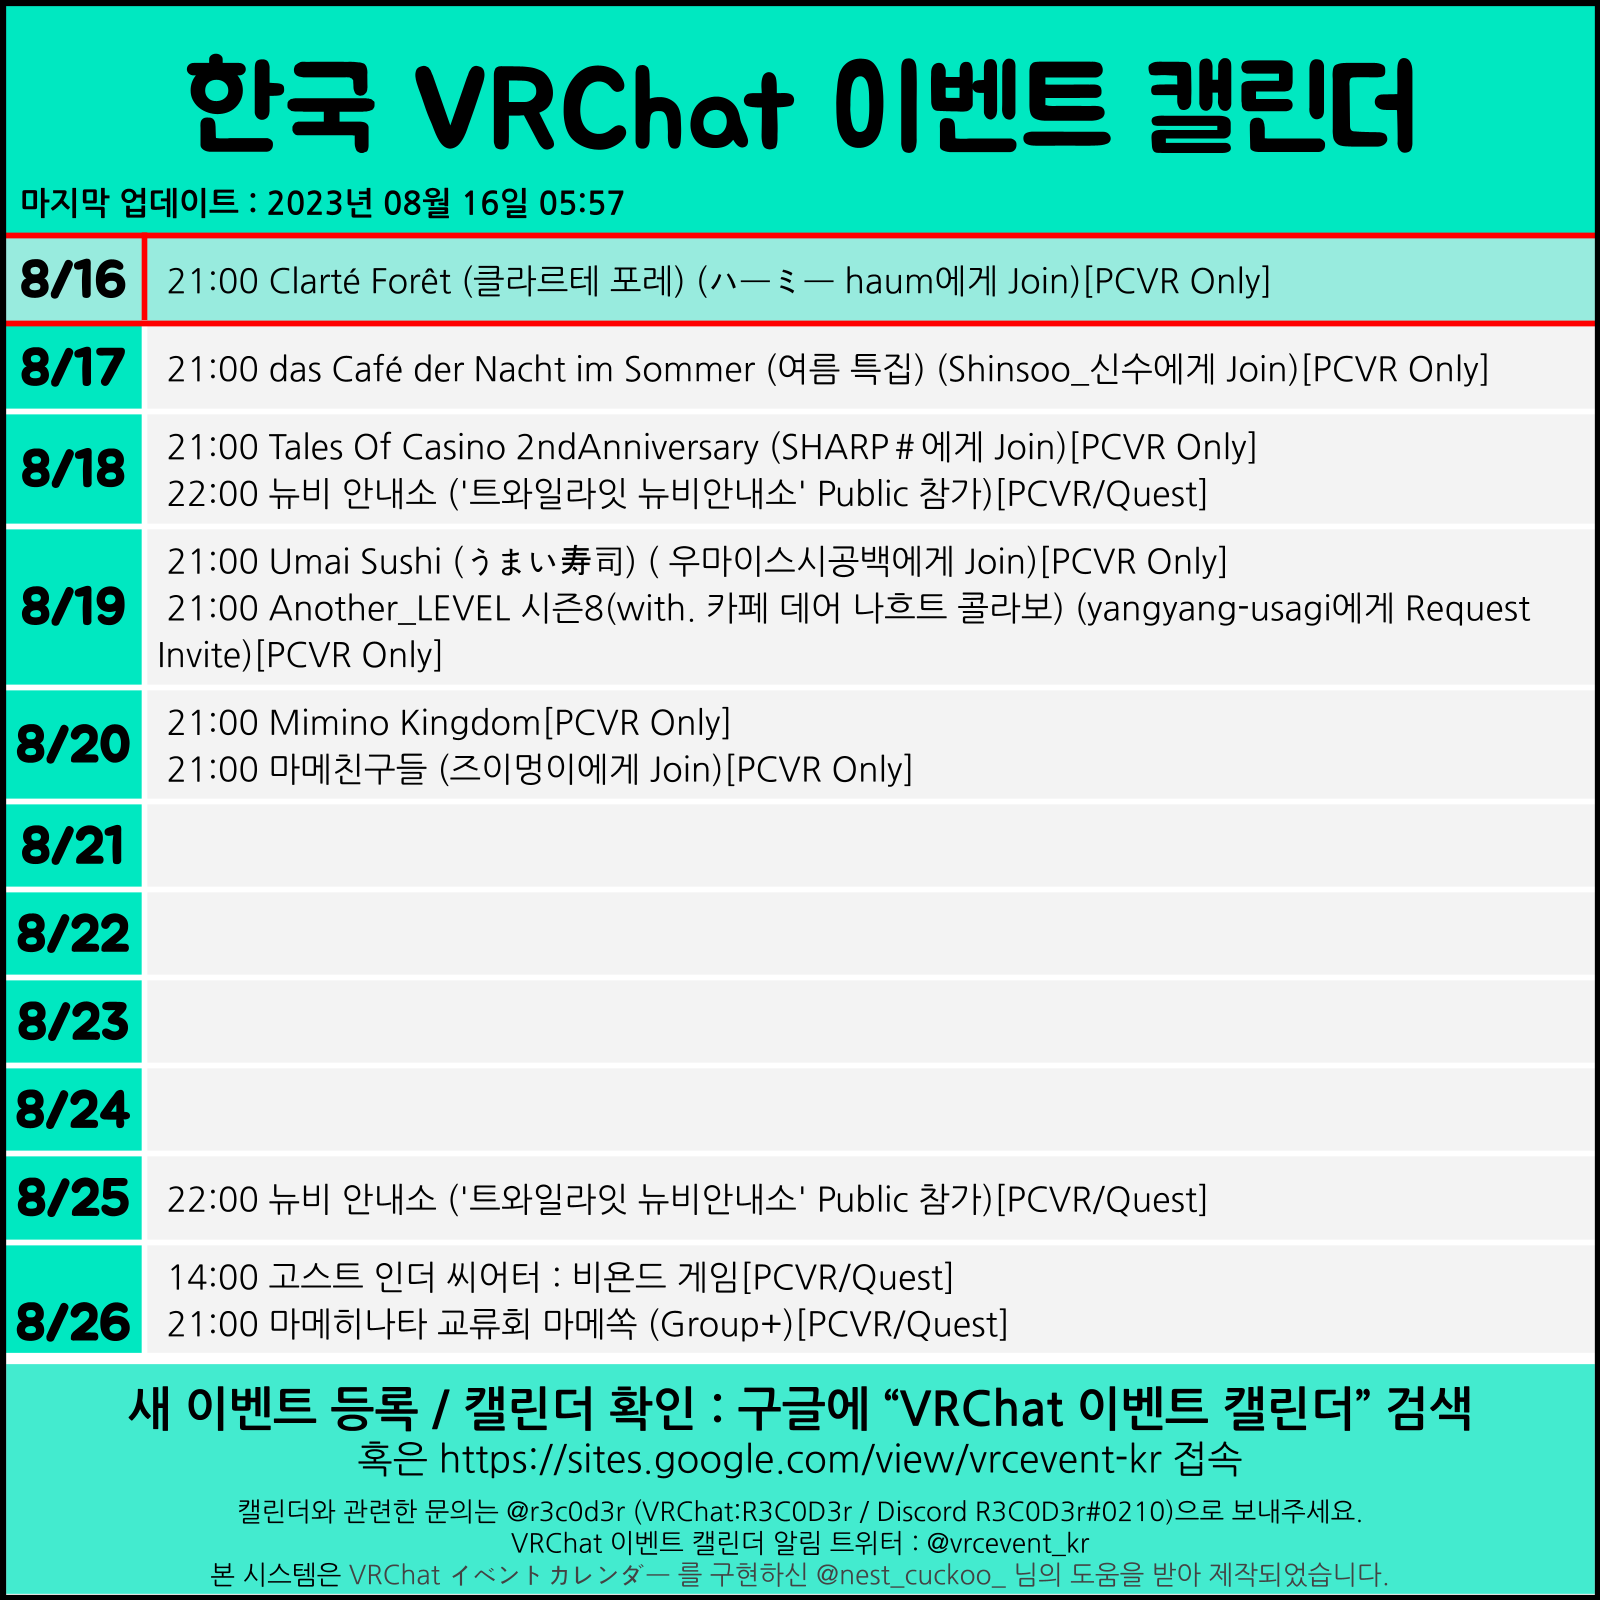 한국 VRChat 이벤트 캘린더
마지막 업데이트 : 2023년 08월 16일 05:57
8/16
21:00 Clarté Forêt (클라르테 포레) (ハーミー haum에게 Join)[PCVR Only]
8/17
21:00 das Café der Nacht im Sommer (여름 특집) (Shinsoo_신수에게 Join)[PCVR Only]
8/18
21:00 Tales Of Casino 2ndAnniversary (SHARP＃에게 Join)[PCVR Only]
22:00 뉴비 안내소 ('트와일라잇 뉴비안내소' Public 참가)[PCVR/Quest]
8/19
21:00 Umai Sushi (うまい寿司) ( 우마이스시공백에게 Join)[PCVR Only]
21:00 Another_LEVEL 시즌8(with. 카페 데어 나흐트 콜라보) (yangyang-usagi에게 Request
Invite)[PCVR Only]
8/20
21:00 Mimino Kingdom[PCVR Only]
21:00 마메친구들 (즈이멍이에게 Join)[PCVR Only]
8/21
8/22
8/23
8/24
8/25
22:00 뉴비 안내소 ('트와일라잇 뉴비안내소' Public 참가)[PCVR/Quest]
8/26
14:00 고스트 인더 씨어터 : 비욘드 게임[PCVR/Quest]
21:00 마메히나타 교류회 마메쏙 (Group+)[PCVR/Quest]
새 이벤트 등록 / 캘린더 확인 : 구글에 “VRChat 이벤트 캘린더” 검색
혹은 https://sites.google.com/view/vrcevent-kr 접속
캘린더와 관련한 문의는 @r3c0d3r (VRChat:R3C0D3r / Discord R3C0D3r#0210)으로 보내주세요.
VRChat 이벤트 캘린더 알림 트위터 : @vrcevent_kr
본 시스템은 VRChat イベントカレンダー 를 구현하신 @nest_cuckoo_ 님의 도움을 받아 제작되었습니다.